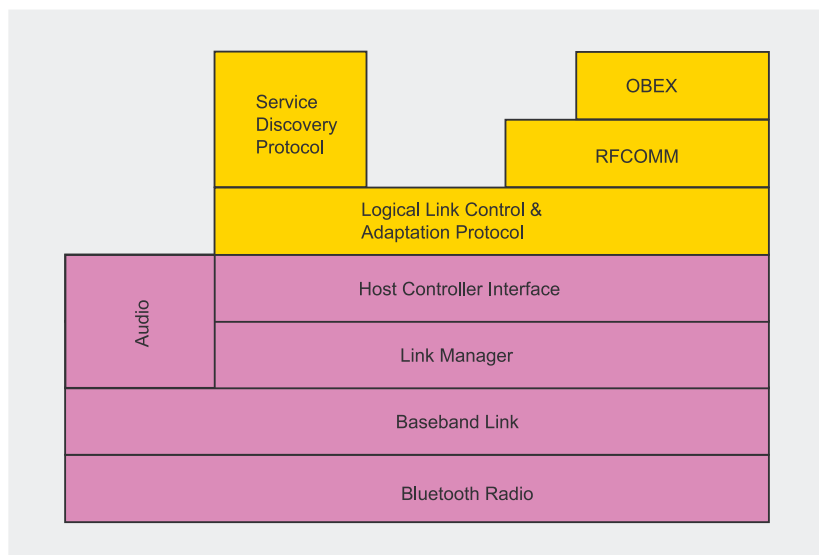 Service
Discovery
Protocol
OBEX
RFCOMM
Logical Link Control &
Adaptation Protocol
Audio
Host Controller Interface
Link Manager
Baseband Link
Bluetooth Radio